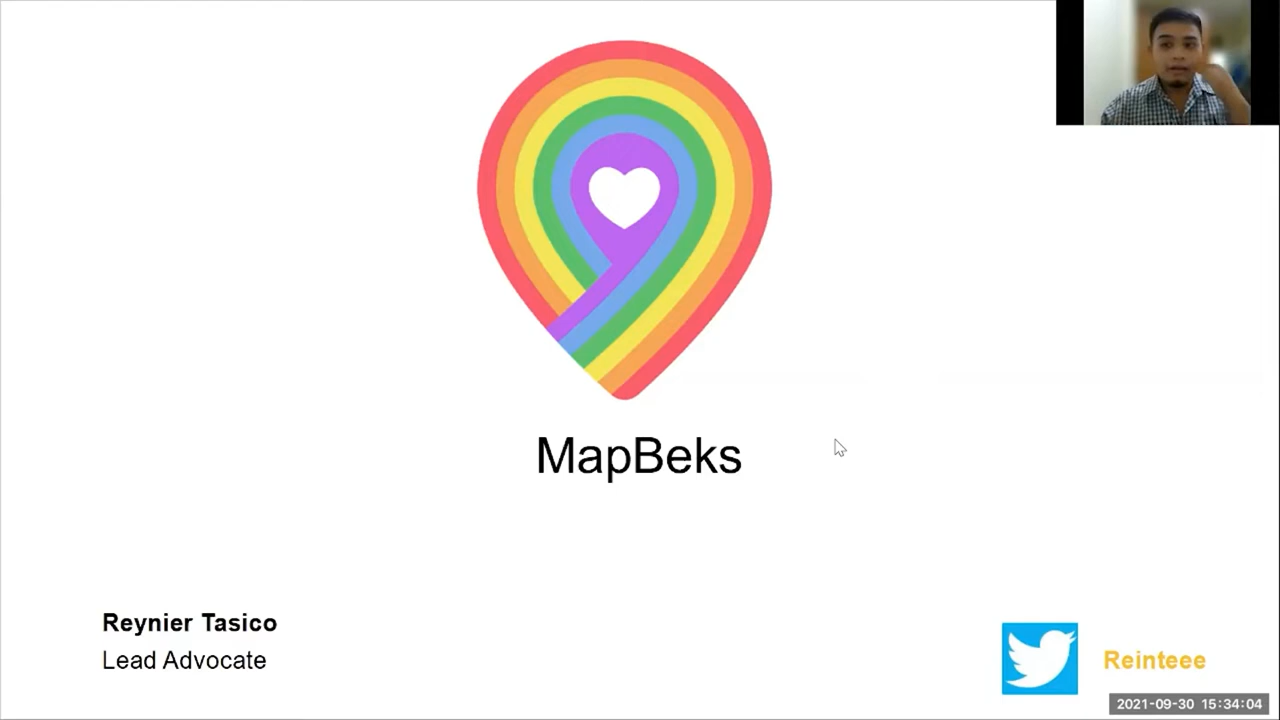 MapBeks
Reynier Tasico
Lead Advocate
Reinteee
2021-09-30 15:34:04